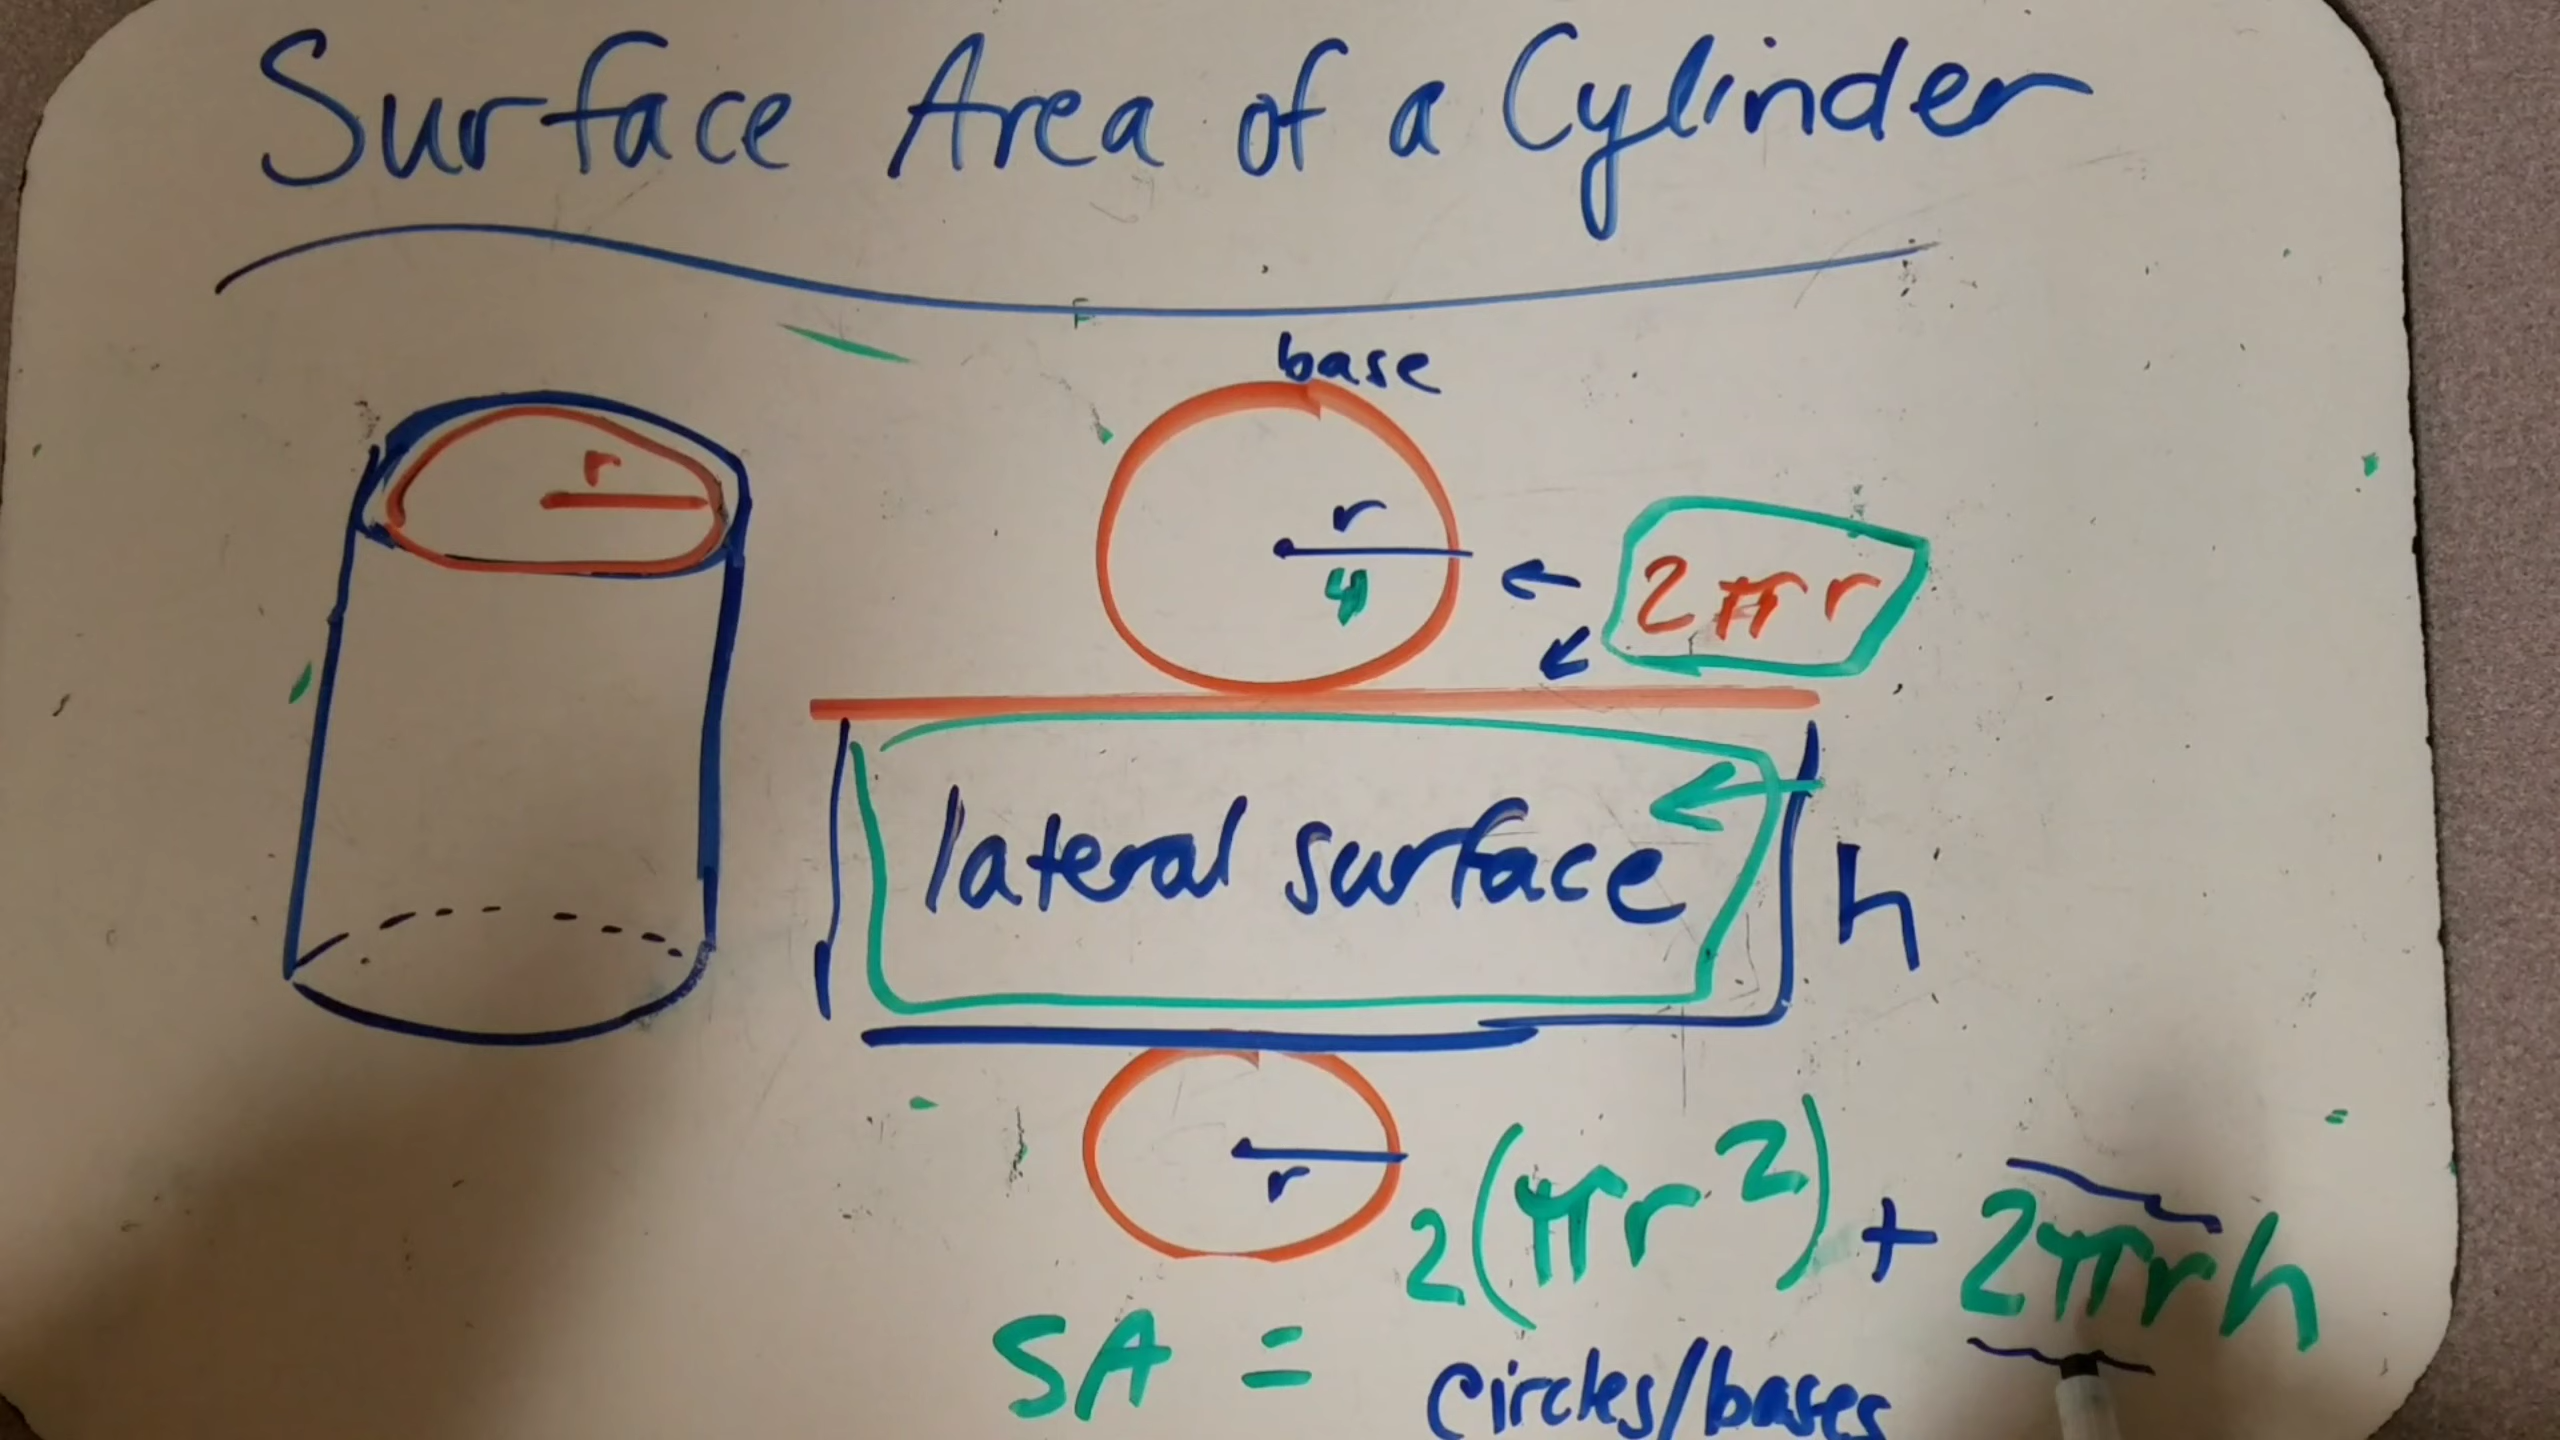 Surface Area of a Cylinder
base
r
r
4
2πr
lateral surface
h
r
2(πr²) + 2πrh
SA =
circles/bases